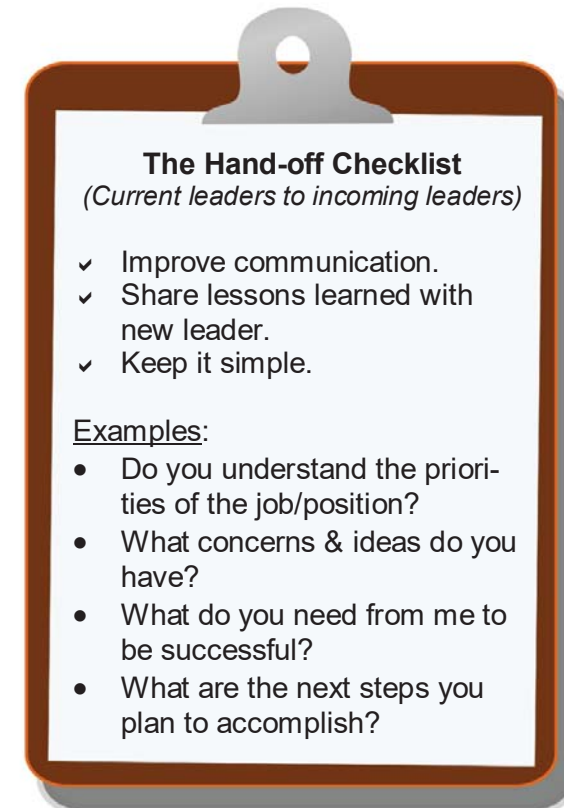 The Hand-off Checklist
(Current leaders to incoming leaders)
✓ Improve communication.
✓ Share lessons learned with
new leader.
✓ Keep it simple.
Examples:
• Do you understand the priori-
ties of the job/position?
• What concerns & ideas do you
have?
• What do you need from me to
be successful?
• What are the next steps you
plan to accomplish?